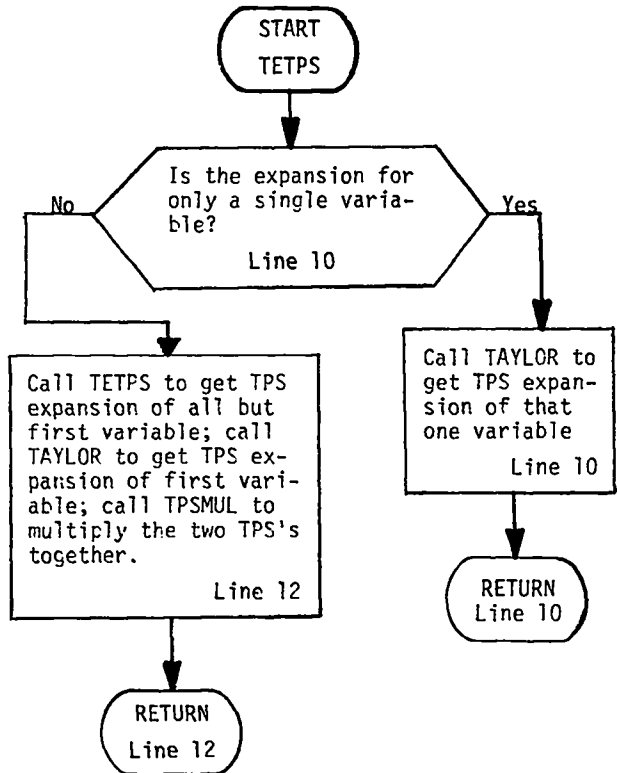 START
TETPS
Is the expansion for
only a single varia-
ble?
Line 10
No
Yes
Call TETPS to get TPS
expansion of all but
first variable; call
TAYLOR to get TPS ex-
pansion of first vari-
able; call TPSMUL to
multiply the two TPS's
together.
Line 12
Call TAYLOR to
get TPS expan-
sion of that
one variable
Line 10
RETURN
Line 10
RETURN
Line 12